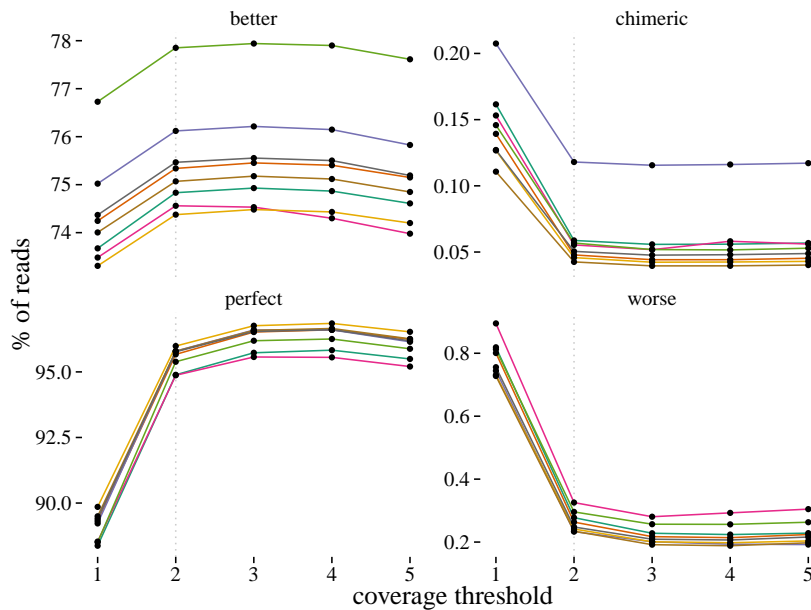 better
chimeric
78
77
76
75
74
0.20
0.15
0.10
0.05
% of reads
perfect
worse
95.0
92.5
90.0
0.8
0.6
0.4
0.2
1 2 3 4 5
1 2 3 4 5
coverage threshold